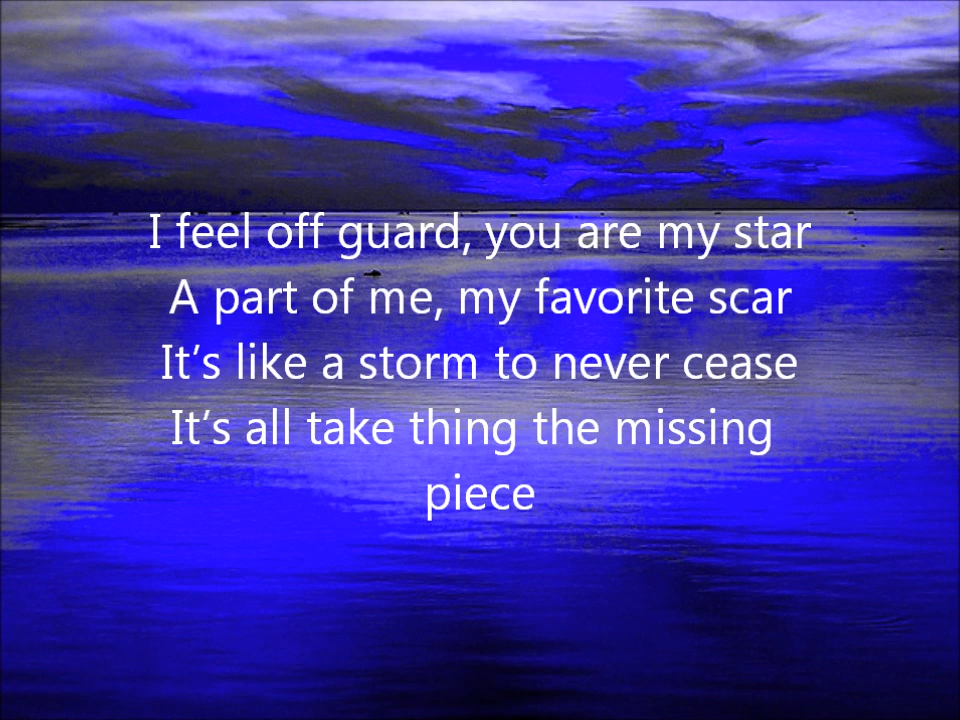 I feel off guard, you are my star
A part of me, my favorite scar
It's like a storm to never cease
It's all take thing the missing
piece